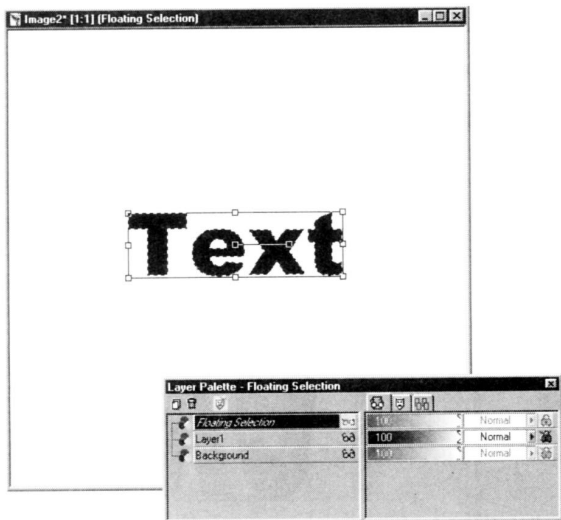 Image2* [1:1] (Floating Selection)
Text
Layer Palette - Floating Selection
Floating Selection 100 Normal
Layer1 100 Normal
Background 100 Normal